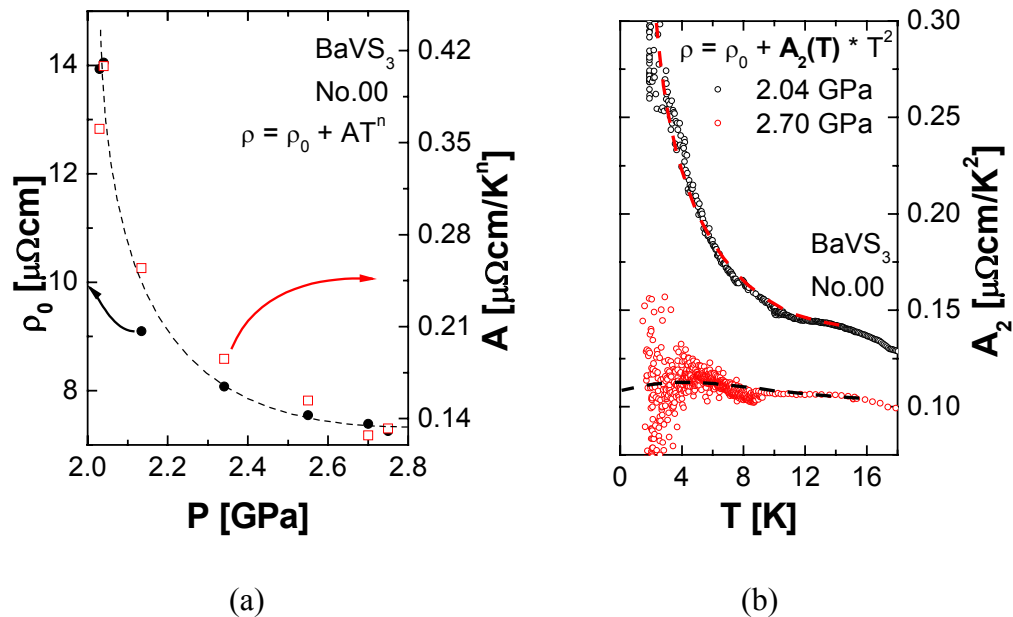 BaVS₃
No.00
ρ = ρ₀ + ATⁿ
14
12
10
8
ρ₀ [μΩcm]
0.42
0.35
0.28
0.21
0.14
A [μΩcm/Kⁿ]
2.0 2.2 2.4 2.6 2.8
P [GPa]
(a)
ρ = ρ₀ + A₂(T) * T²
2.04 GPa
2.70 GPa
BaVS₃
No.00
0.30
0.25
0.20
0.15
0.10
A₂ [μΩcm/K²]
0 4 8 12 16
T [K]
(b)